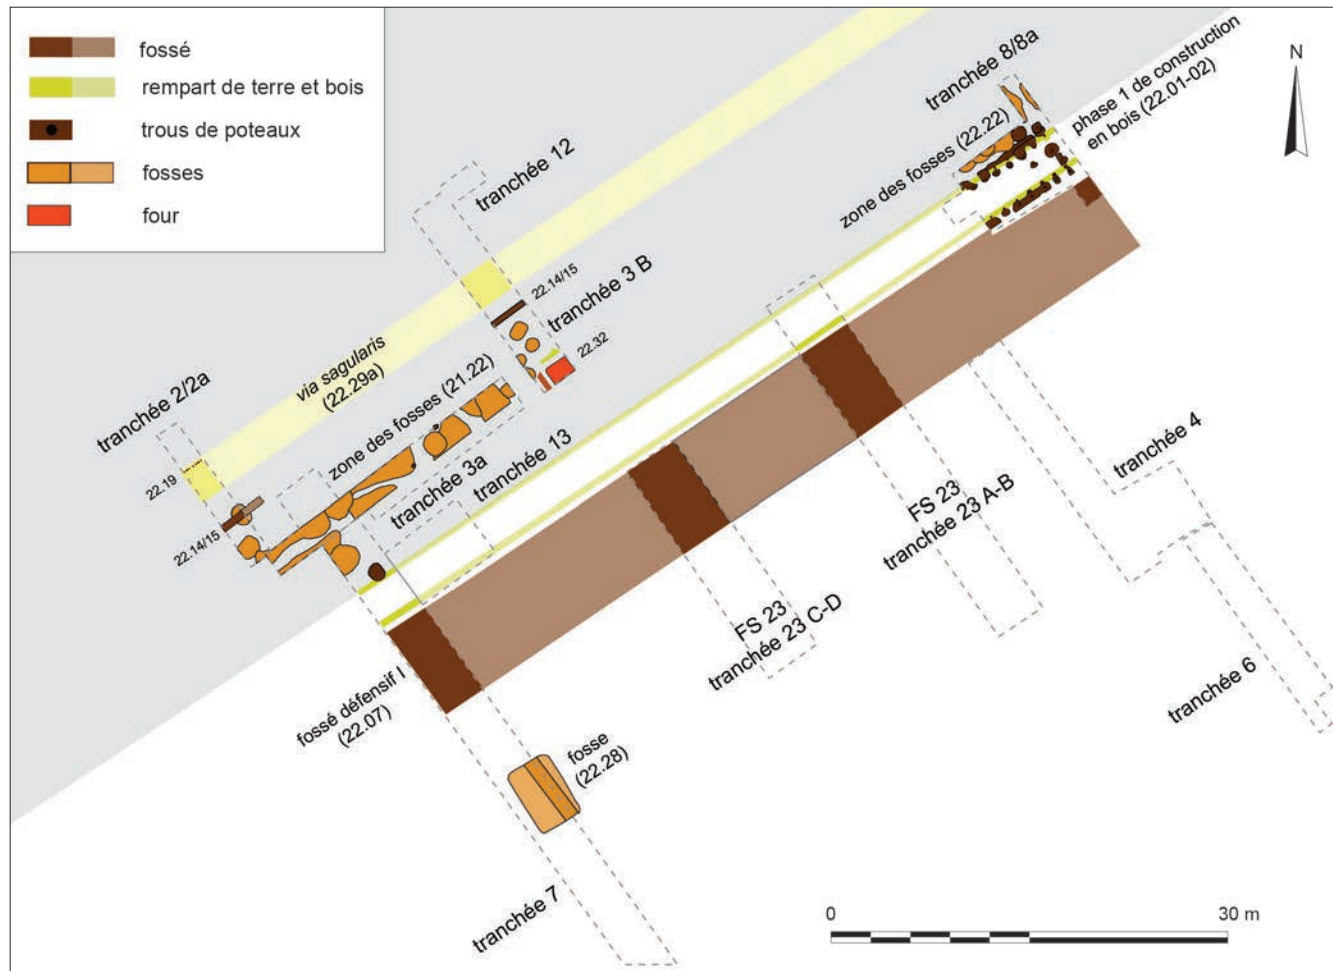 fossé
rempart de terre et bois
trous de poteaux
fosses
four
N
tranchée 8/8a
phase 1 de construction
en bois (22.01-02)
zone des fosses (22.22)
tranchée 12
22.14/15
tranchée 3 B
22.32
via sagularis
(22.29a)
tranchée 2/2a
22.19
22.14/15
zone des fosses (21.22)
tranchée 3a
tranchée 13
tranchée 4
FS 23
tranchée 23 A-B
FS 23
tranchée 23 C-D
tranchée 6
fossé défensif I
(22.07)
fosse
(22.28)
tranchée 7
0
30 m